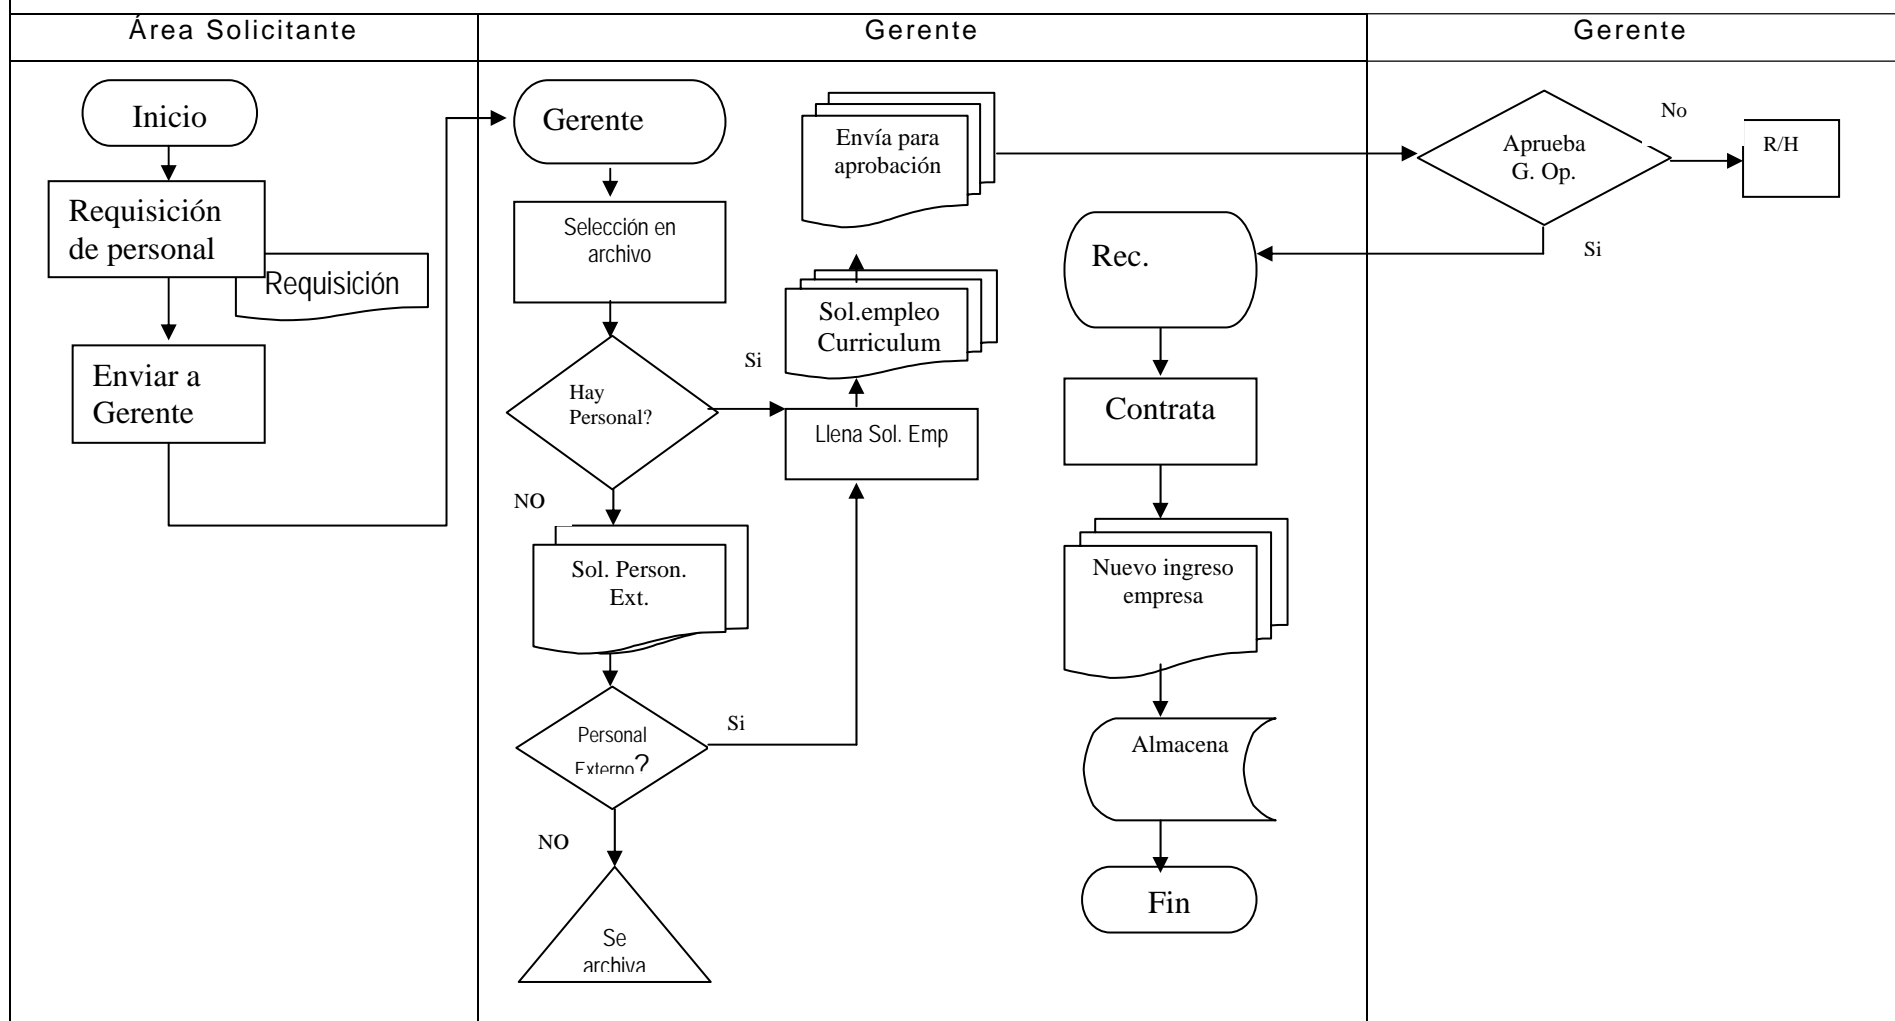 Área Solicitante
Gerente
Gerente
Inicio
Requisición
de personal
Requisición
Enviar a
Gerente
Gerente
Selección en
archivo
Hay
Personal?
Si
NO
Sol. Person.
Ext.
Personal
Externo?
Si
NO
Se
archiva
Envía para
aprobación
Sol.empleo
Curriculum
Llena Sol. Emp
Rec.
Contrata
Nuevo ingreso
empresa
Almacena
Fin
Aprueba
G. Op.
No
R/H
Si